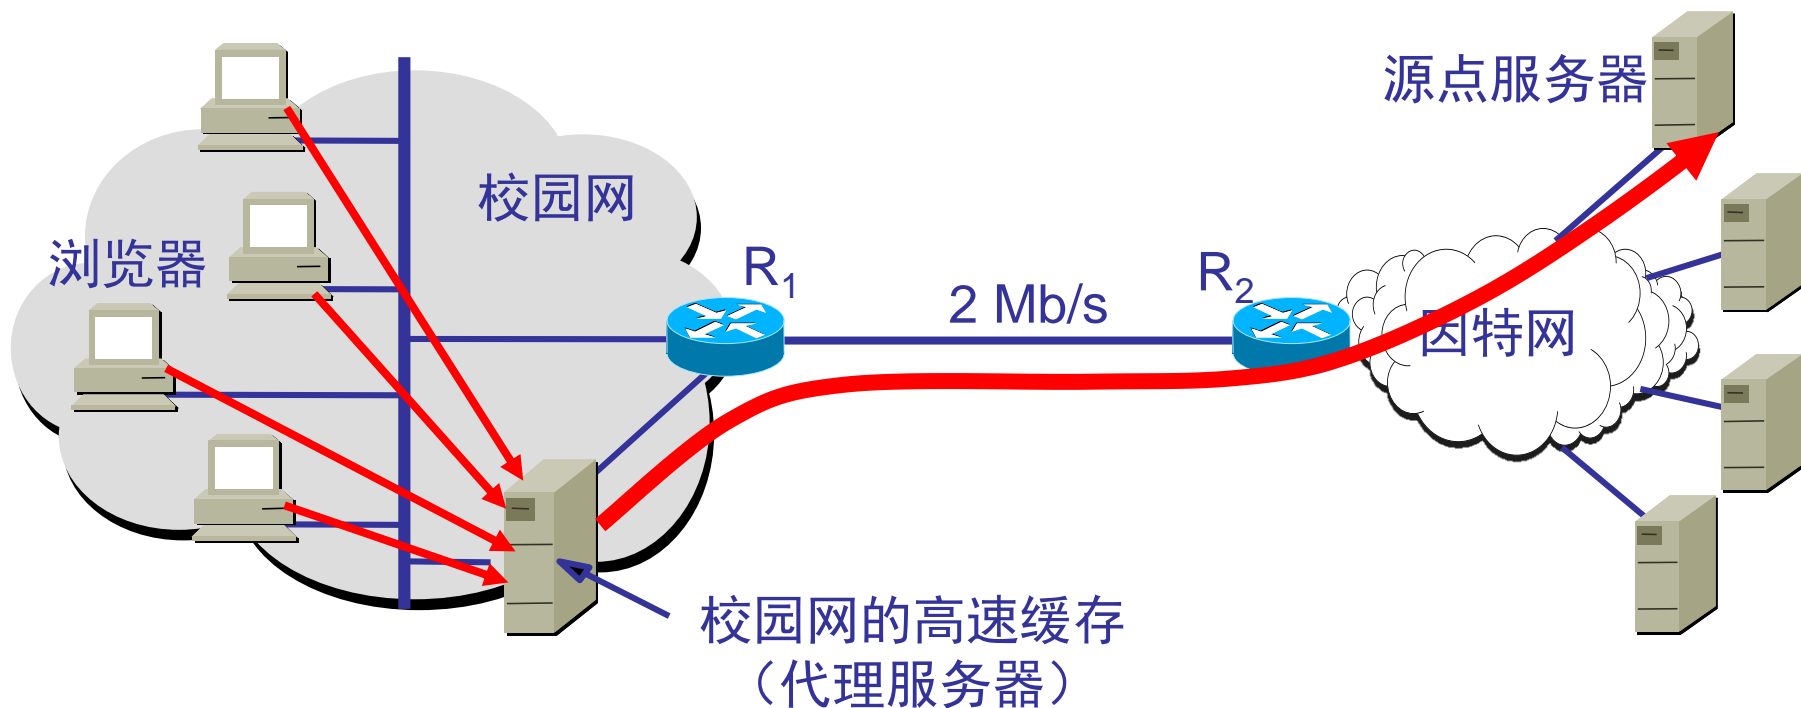 源点服务器
校园网
浏览器
R1
2 Mb/s
R2
因特网
校园网的高速缓存
（代理服务器）